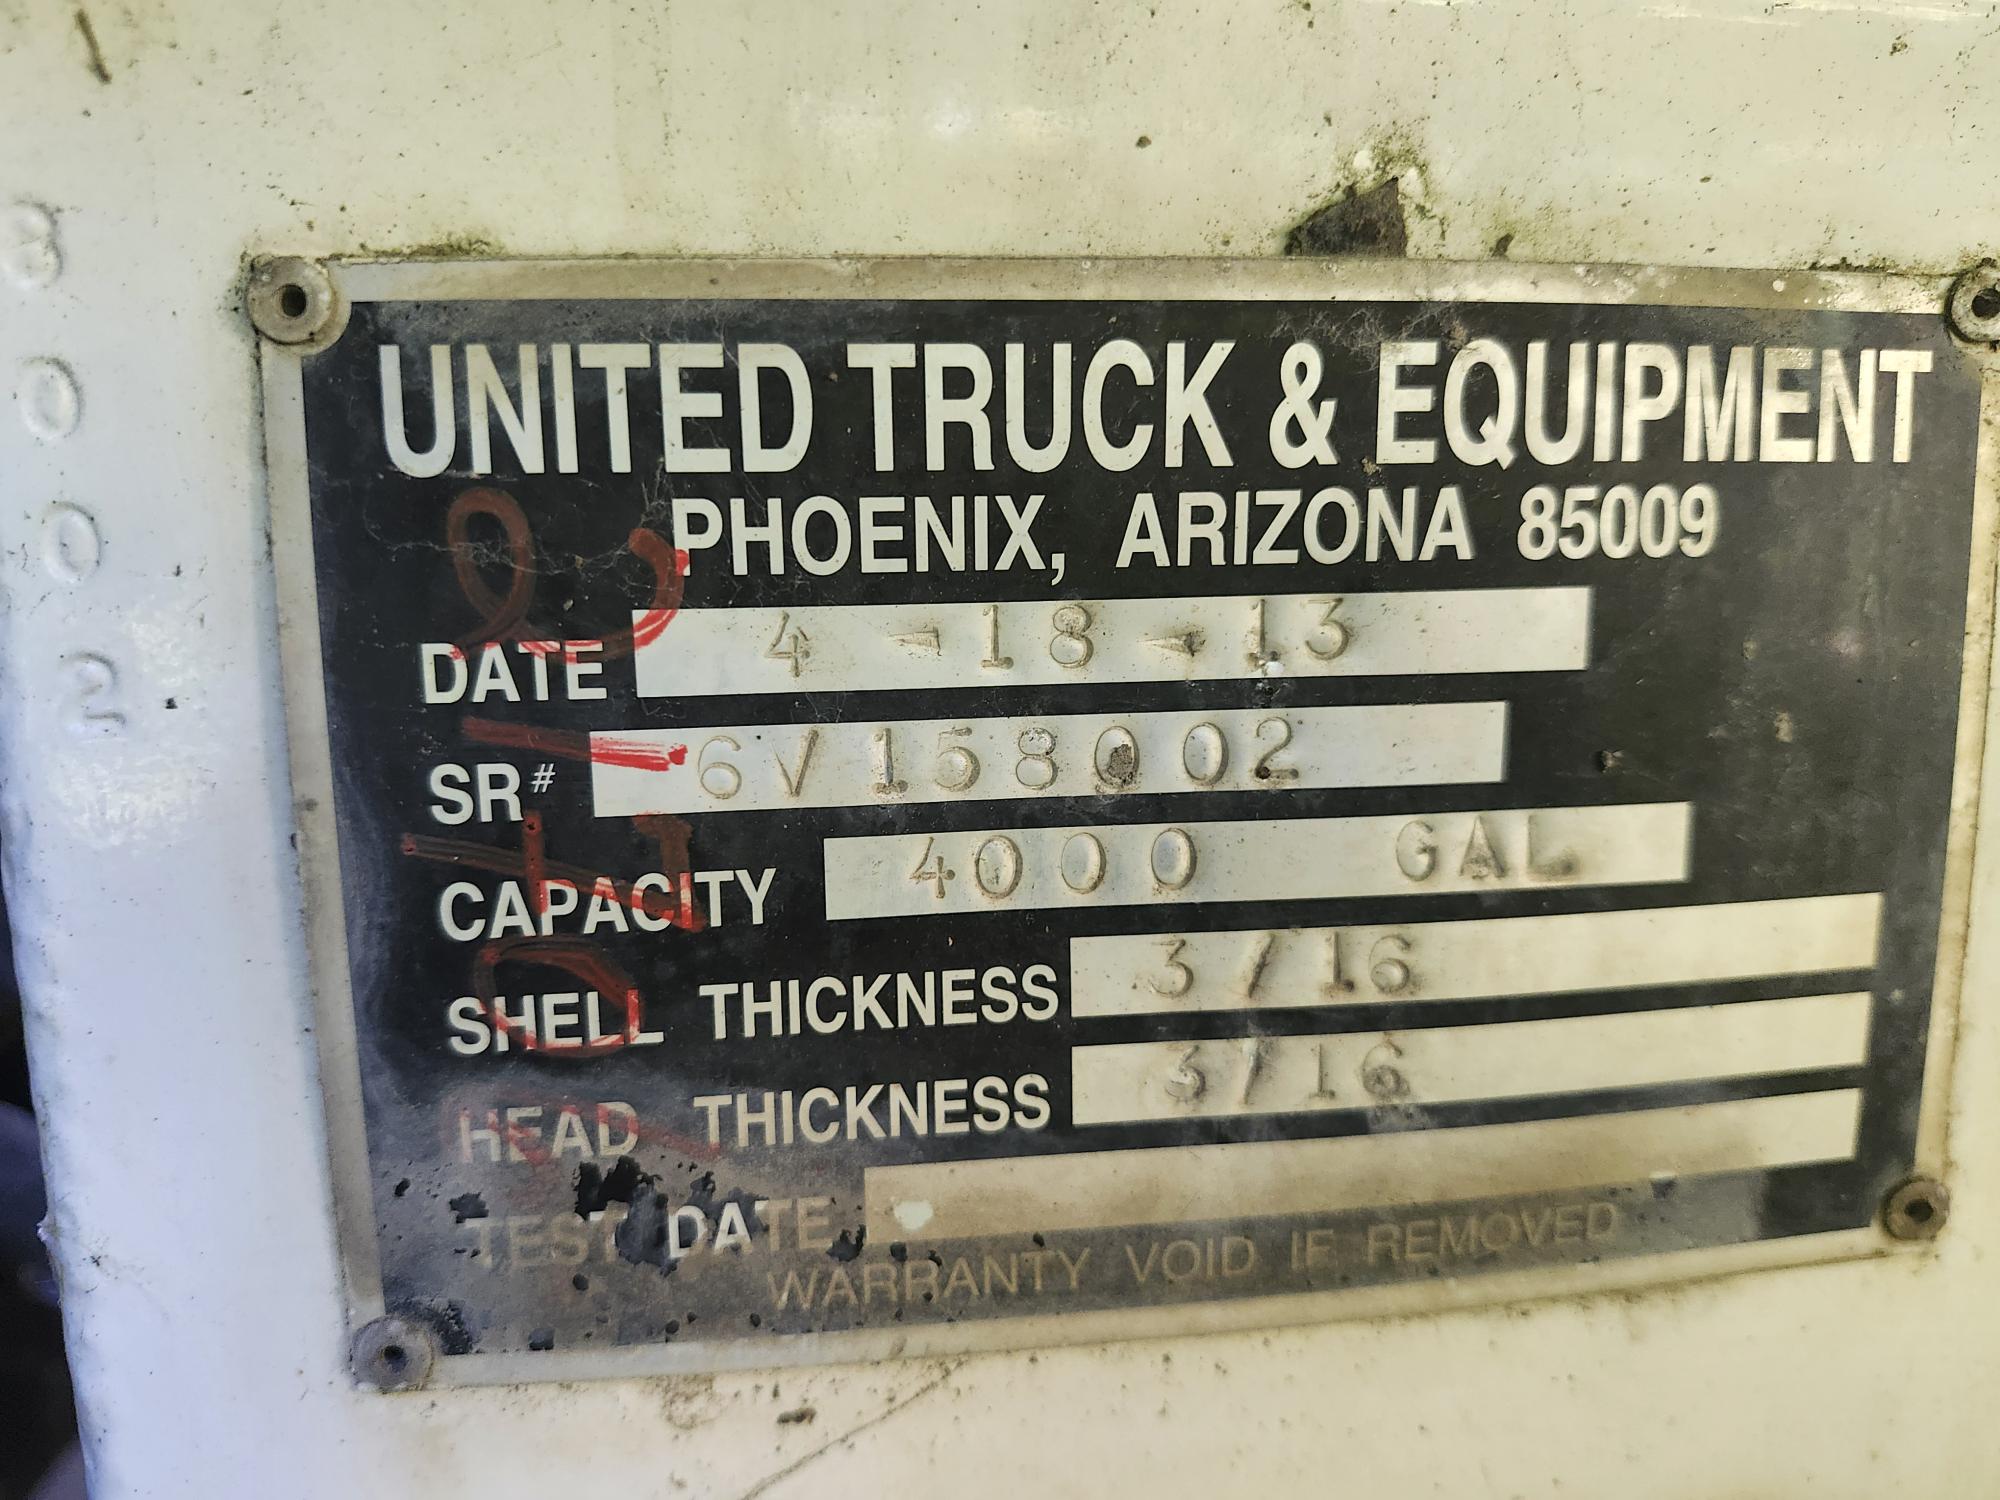 UNITED TRUCK & EQUIPMENT
PHOENIX, ARIZONA 85009
DATE 4 - 18 - 13
SR# 6V158002
CAPACITY 4000 GAL
SHELL THICKNESS 3/16
HEAD THICKNESS 3/16
TEST DATE
WARRANTY VOID IF REMOVED
8
0
0
2